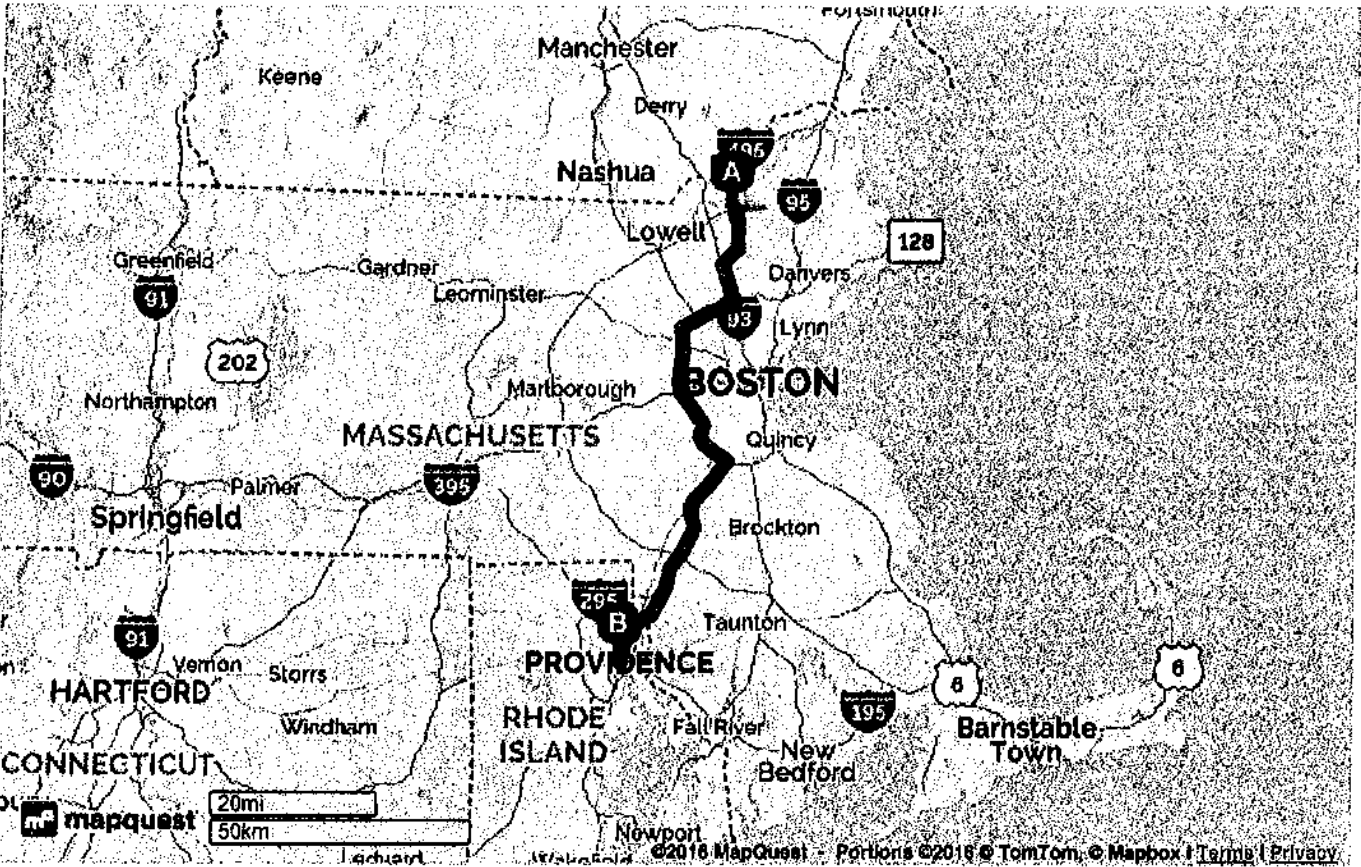 Portsmouth
Manchester
Keene
Derry
495
A
Nashua
95
Lowell
128
Greenfield
Gardner
Danvers
91
Leominster
93
Lynn
202
Marlborough
BOSTON
Northampton
MASSACHUSETTS
Quincy
90
Palmer
395
Springfield
Brockton
295
B
Taunton
91
Vernon
Storrs
PROVIDENCE
6
6
HARTFORD
Windham
RHODE
ISLAND
Fall River
195
Barnstable
Town
New
Bedford
CONNECTICUT
20mi
mapquest
50km
Newport
Wakefield
©2016 MapQuest - Portions ©2016 © TomTom, © Mapbox | Terms | Privacy